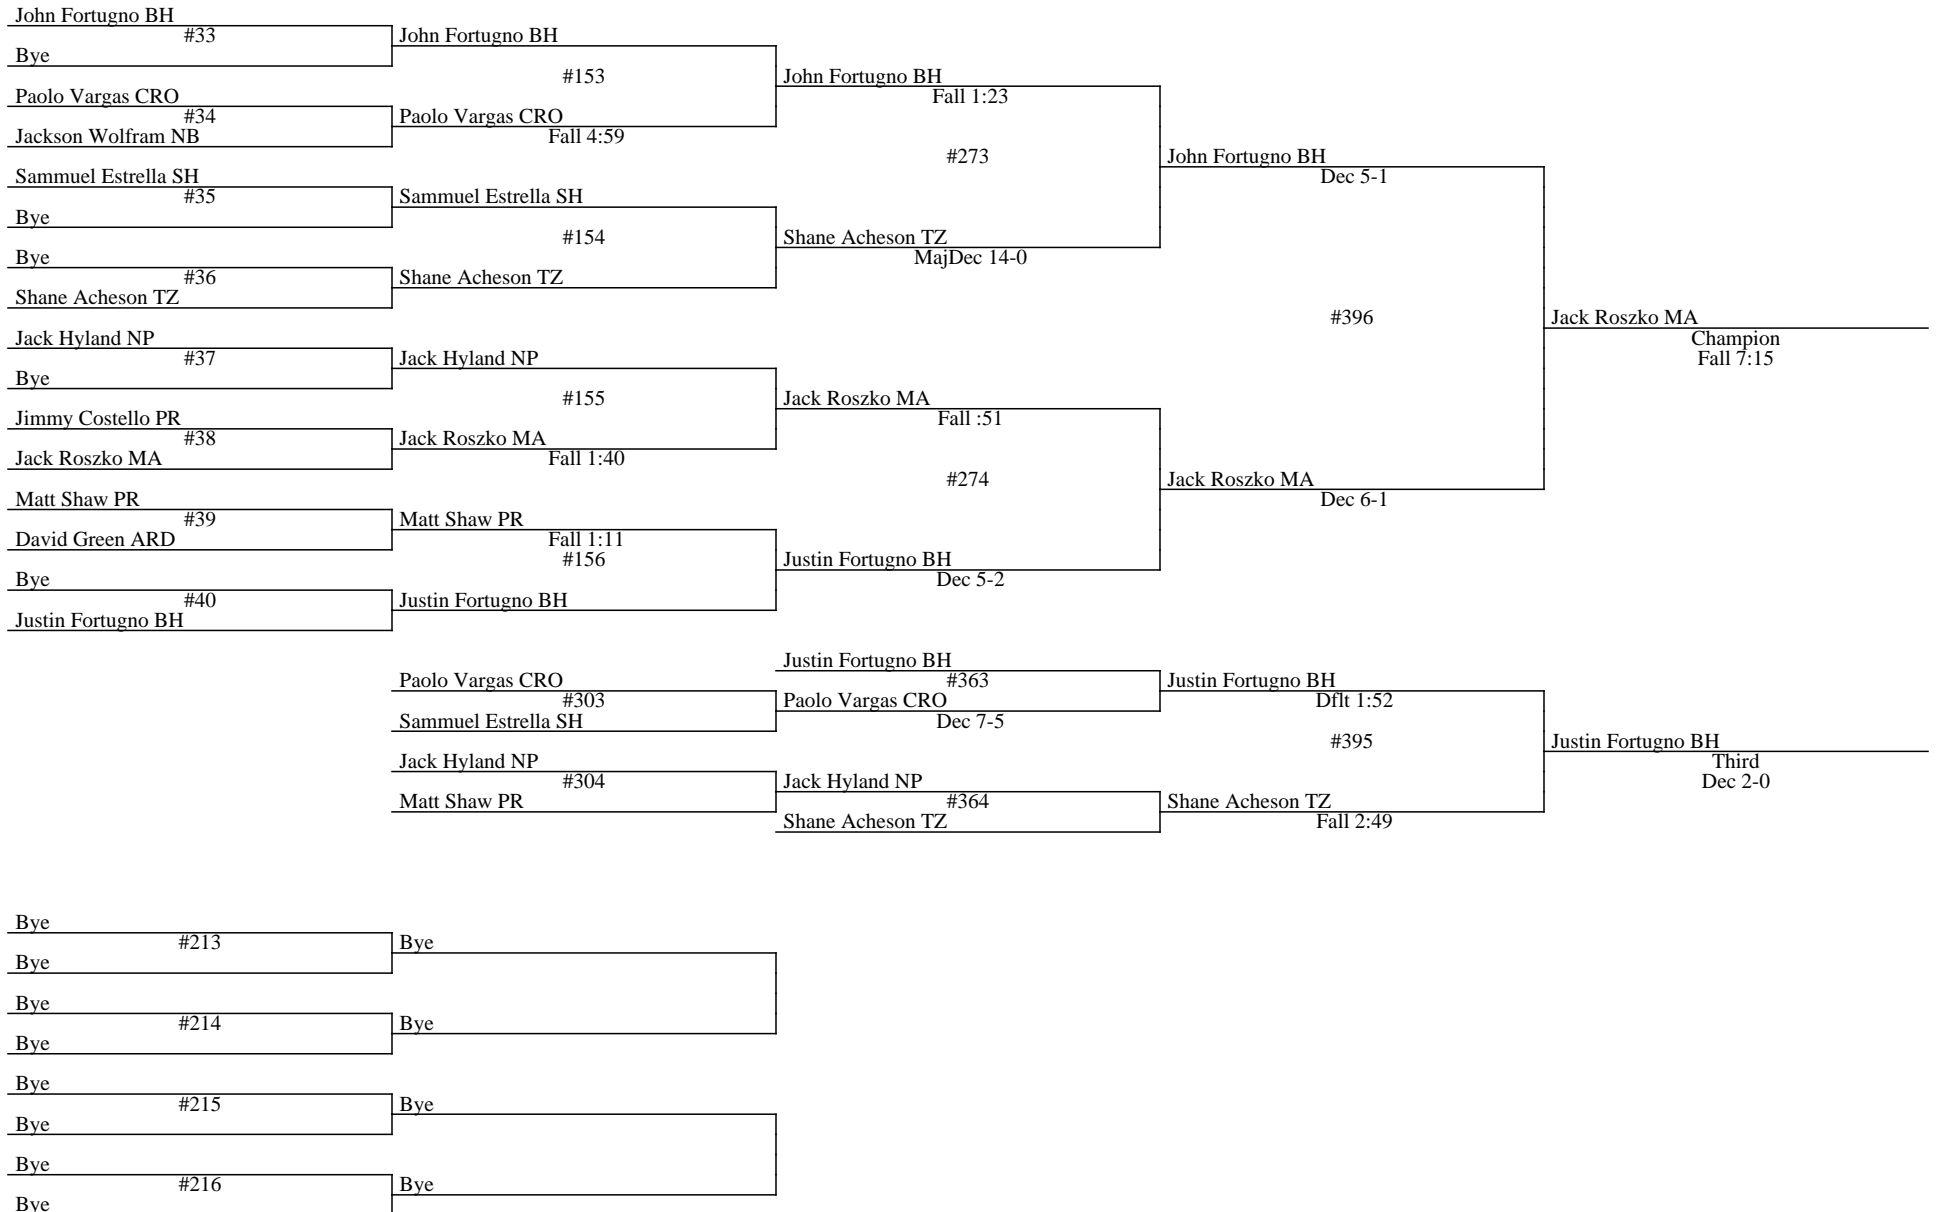 John Fortugno BH
#33
Bye
John Fortugno BH
#153
Paolo Vargas CRO
#34
Jackson Wolfram NB
Paolo Vargas CRO
Fall 4:59
John Fortugno BH
Fall 1:23
#273
Sammuel Estrella SH
#35
Bye
Sammuel Estrella SH
#154
Bye
#36
Shane Acheson TZ
Shane Acheson TZ
Shane Acheson TZ
MajDec 14-0
John Fortugno BH
Dec 5-1
#396
Jack Hyland NP
#37
Bye
Jack Hyland NP
#155
Jimmy Costello PR
#38
Jack Roszko MA
Jack Roszko MA
Fall 1:40
Jack Roszko MA
Fall :51
#274
Matt Shaw PR
#39
David Green ARD
Matt Shaw PR
Fall 1:11
#156
Bye
#40
Justin Fortugno BH
Justin Fortugno BH
Justin Fortugno BH
Dec 5-2
Jack Roszko MA
Dec 6-1
Jack Roszko MA
Champion
Fall 7:15
Paolo Vargas CRO
#303
Sammuel Estrella SH
Justin Fortugno BH
#363
Paolo Vargas CRO
Dec 7-5
Justin Fortugno BH
Dflt 1:52
#395
Jack Hyland NP
#304
Matt Shaw PR
Jack Hyland NP
#364
Shane Acheson TZ
Shane Acheson TZ
Fall 2:49
Justin Fortugno BH
Third
Dec 2-0
Bye
#213
Bye
Bye
Bye
#214
Bye
Bye
Bye
#215
Bye
Bye
Bye
#216
Bye
Bye